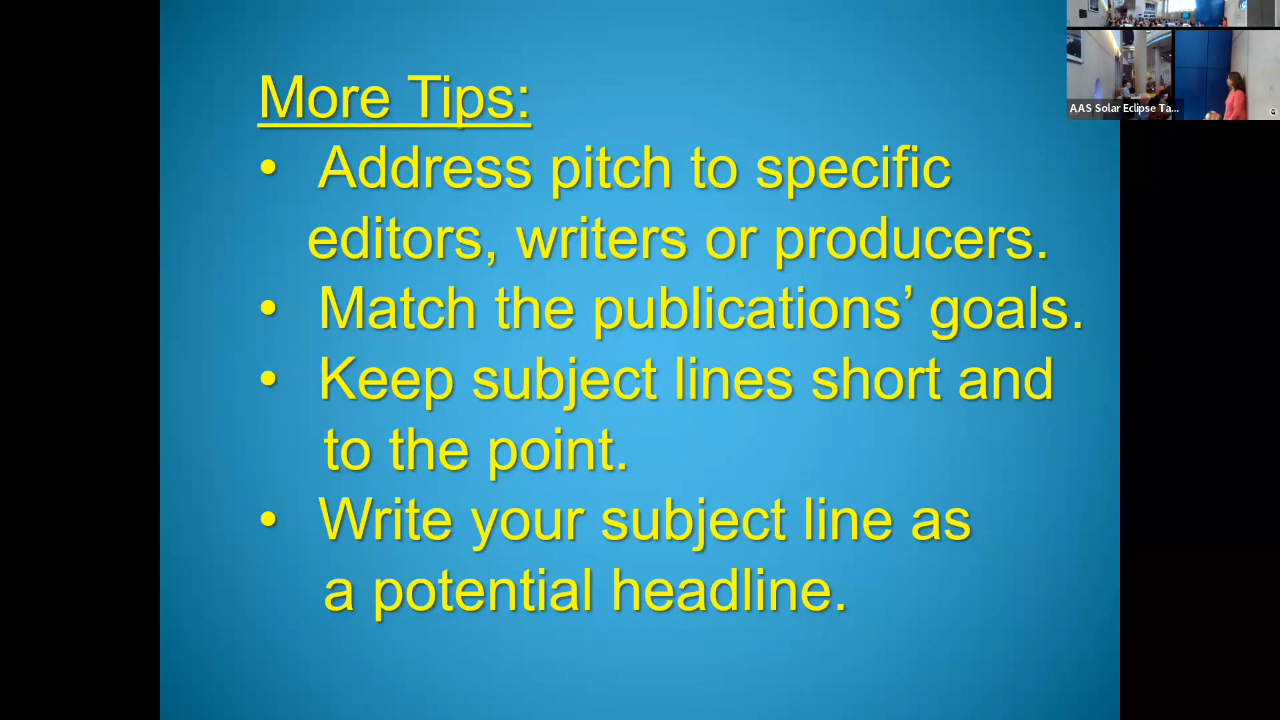 More Tips:
• Address pitch to specific
editors, writers or producers.
• Match the publications’ goals.
• Keep subject lines short and
to the point.
• Write your subject line as
a potential headline.
AAS Solar Eclipse Ta...